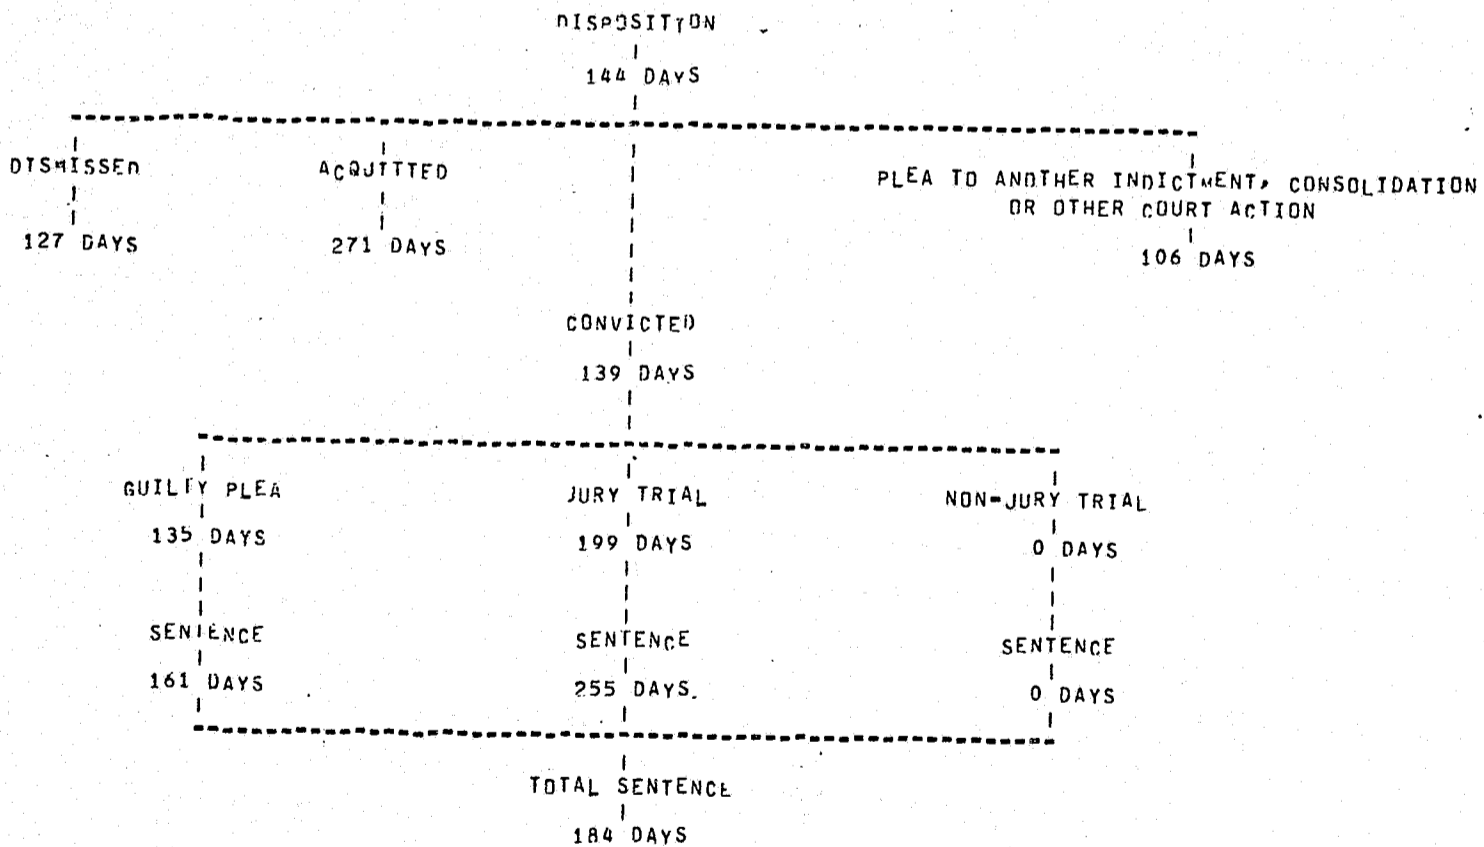 DISPOSITION
144 DAYS
DISMISSED
ACQUITTED
PLEA TO ANOTHER INDICTMENT, CONSOLIDATION
OR OTHER COURT ACTION
127 DAYS
271 DAYS
106 DAYS
CONVICTED
139 DAYS
GUILTY PLEA
JURY TRIAL
NON-JURY TRIAL
135 DAYS
199 DAYS
0 DAYS
SENTENCE
SENTENCE
SENTENCE
161 DAYS
255 DAYS.
0 DAYS
TOTAL SENTENCE
184 DAYS